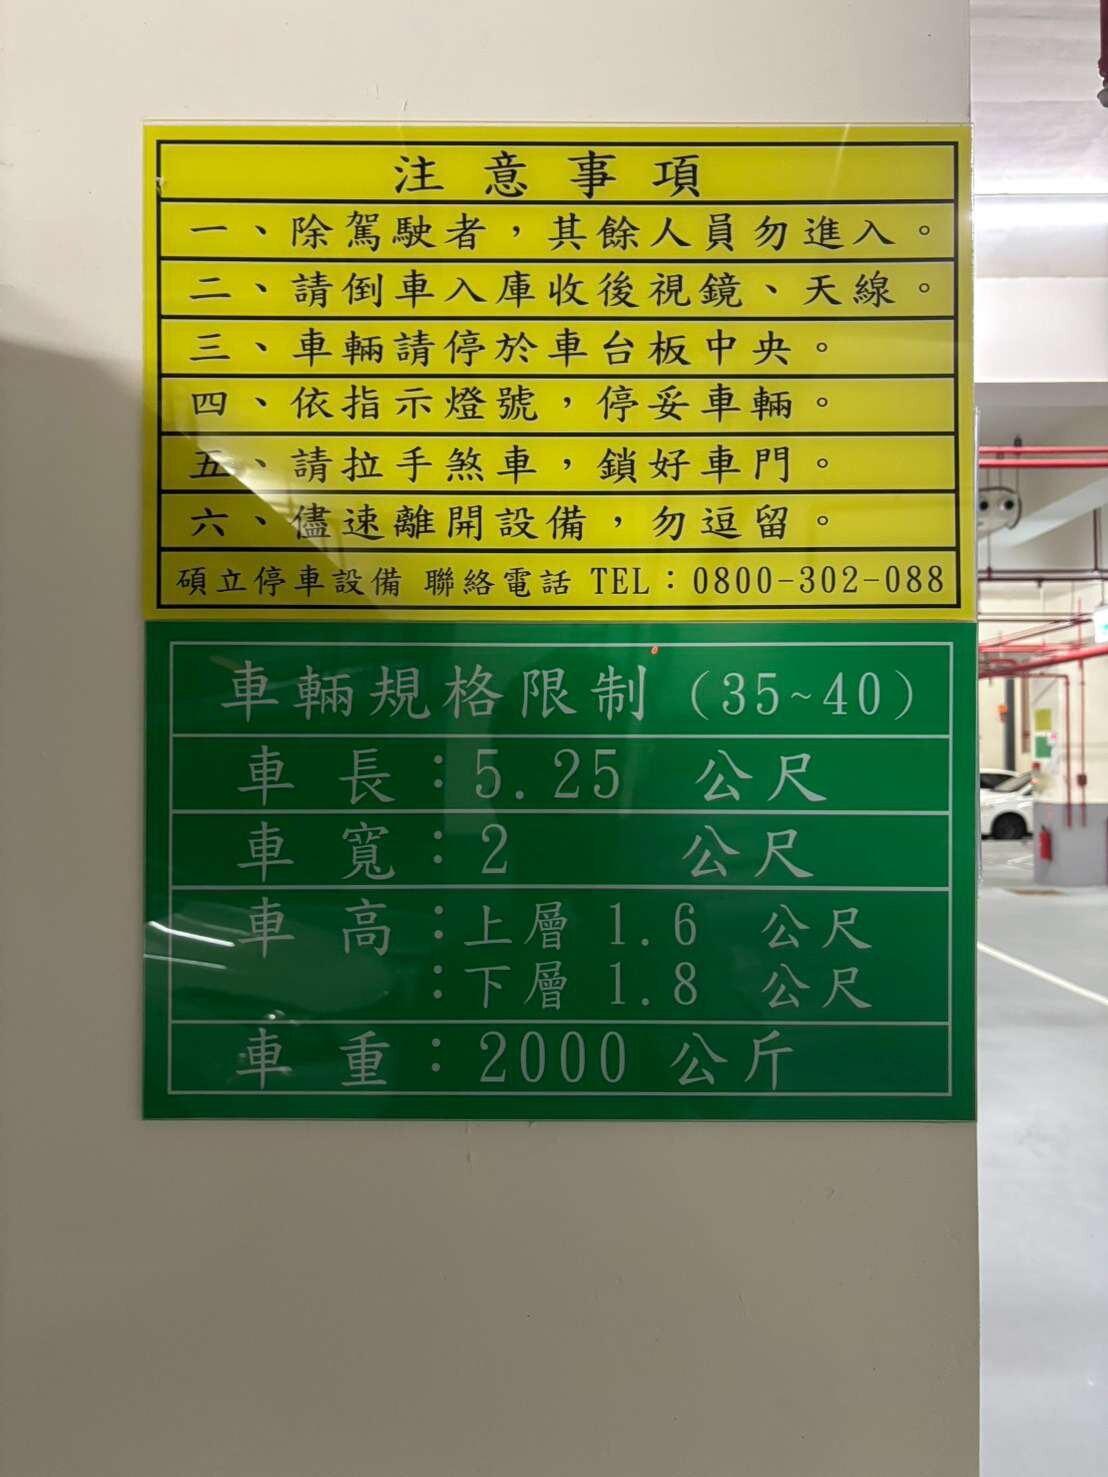 注意事項
一、除駕駛者，其餘人員勿進入。
二、請倒車入庫收後視鏡、天線。
三、車輛請停於車台板中央。
四、依指示燈號，停妥車輛。
五、請拉手煞車，鎖好車門。
六、儘速離開設備，勿逗留。
碩立停車設備 聯絡電話 TEL：0800-302-088
車輛規格限制（35~40）
車 長：5.25 公尺
車 寬：2 公尺
車 高：上層 1.6 公尺
：下層 1.8 公尺
車 重：2000 公斤